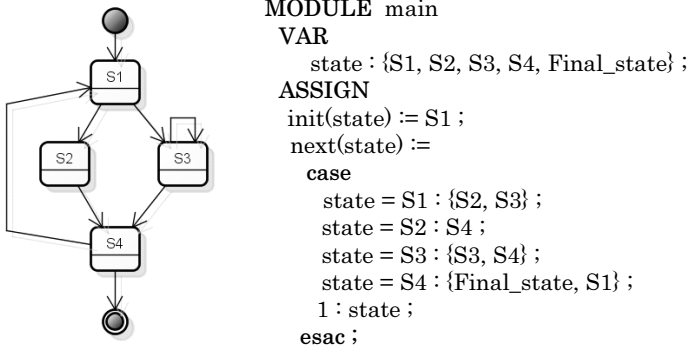 S1
S2
S3
S4
MODULE main
VAR
state : {S1, S2, S3, S4, Final_state} ;
ASSIGN
init(state) := S1 ;
next(state) :=
case
state = S1 : {S2, S3} ;
state = S2 : S4 ;
state = S3 : {S3, S4} ;
state = S4 : {Final_state, S1} ;
1 : state ;
esac ;